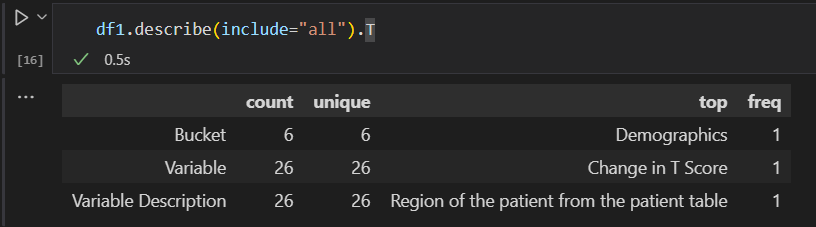 df1.describe(include="all").T
[16]
0.5s
...
count unique top freq
Bucket 6 6 Demographics 1
Variable 26 26 Change in T Score 1
Variable Description 26 26 Region of the patient from the patient table 1